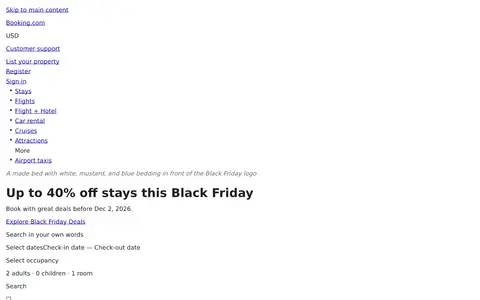 Skip to main content
Booking.com
USD
Customer support
List your property
Register
Sign in
• Stays
• Flights
• Flight + Hotel
• Car rental
• Cruises
• Attractions
More
• Airport taxis
A made bed with white, mustard, and blue bedding in front of the Black Friday logo
Up to 40% off stays this Black Friday
Book with great deals before Dec 2, 2026.
Explore Black Friday Deals
Search in your own words
Select datesCheck-in date — Check-out date
Select occupancy
2 adults · 0 children · 1 room
Search